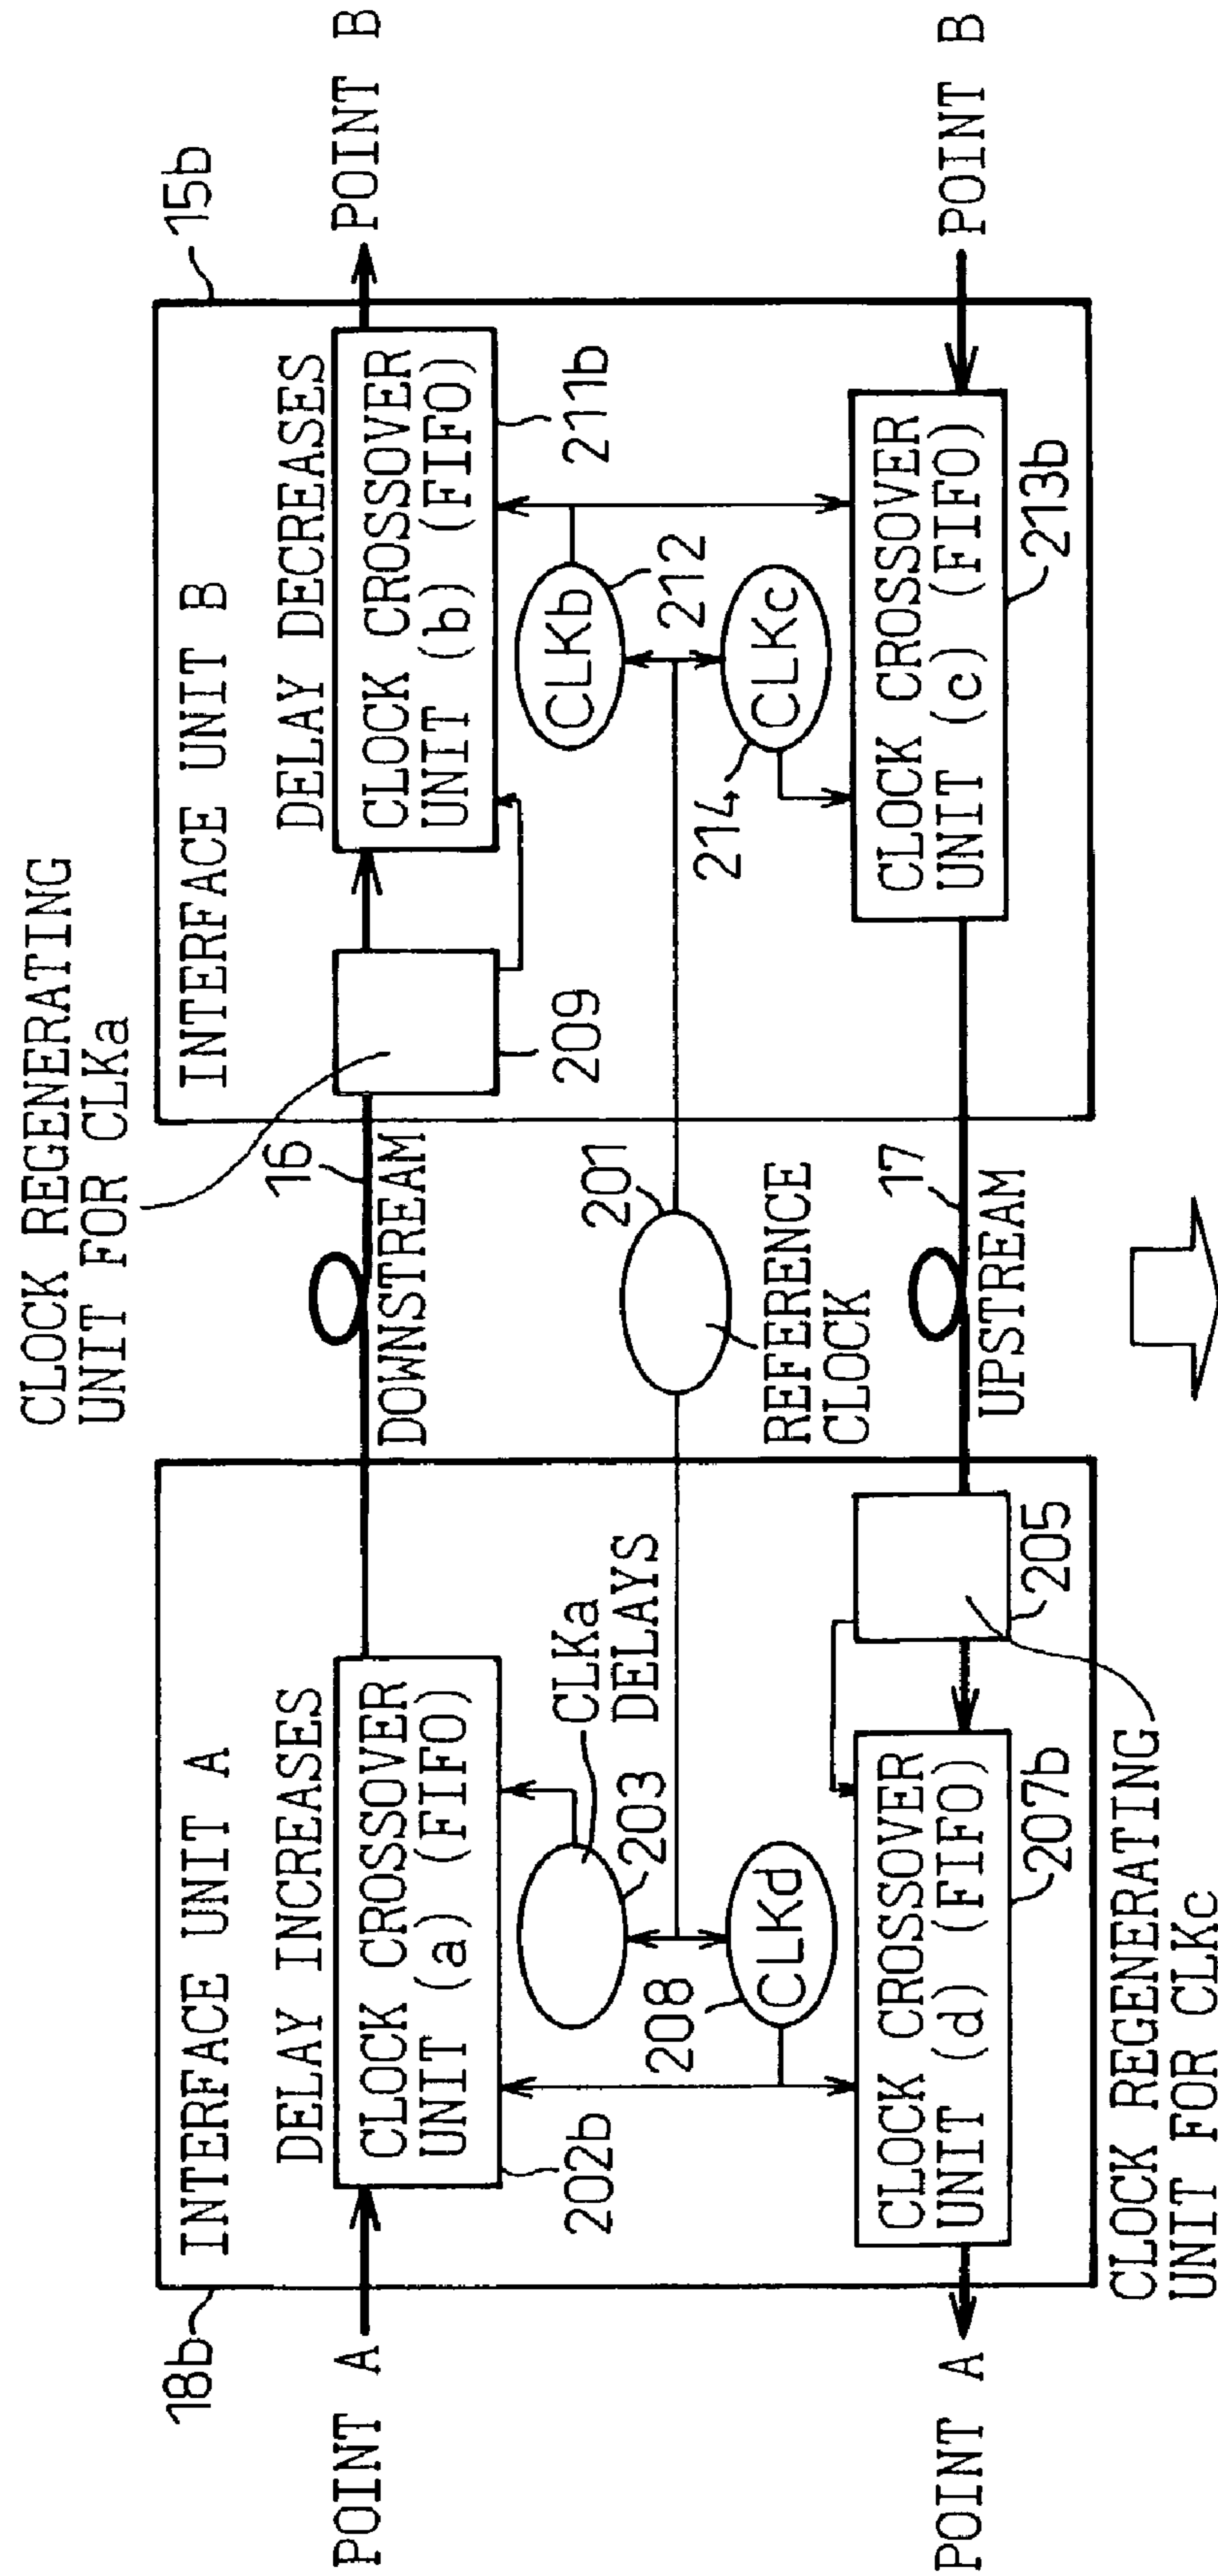 CLOCK REGENERATING
UNIT FOR CLKa
15b
INTERFACE UNIT B
DELAY DECREASES
CLOCK CROSSOVER
UNIT (b) (FIFO)
211b
POINT B
209
16
DOWNSTREAM
CLKb
212
201
REFERENCE
CLOCK
214
CLKc
CLOCK CROSSOVER
UNIT (c) (FIFO)
213b
POINT B
17
UPSTREAM
18b
INTERFACE UNIT A
DELAY INCREASES
CLOCK CROSSOVER
UNIT (a) (FIFO)
202b
POINT A
CLKa
DELAYS
203
208
CLKd
205
CLOCK CROSSOVER
UNIT (d) (FIFO)
207b
POINT A
CLOCK REGENERATING
UNIT FOR CLKc